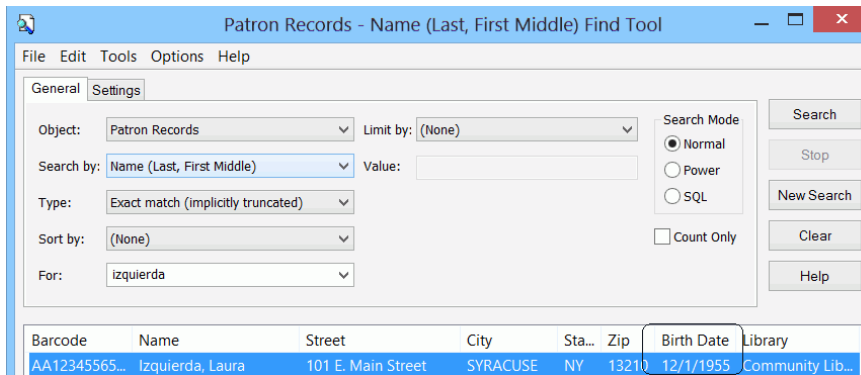 Patron Records - Name (Last, First Middle) Find Tool
File Edit Tools Options Help
General Settings
Object: Patron Records Limit by: (None) Search Mode Search
Normal
Search by: Name (Last, First Middle) Value: Power Stop
Type: Exact match (implicitly truncated) SQL New Search
Sort by: (None) Count Only Clear
For: izquierda Help
Barcode Name Street City Sta... Zip Birth Date Library
AA12345565... Izquierda, Laura 101 E. Main Street SYRACUSE NY 13210 12/1/1955 Community Lib...